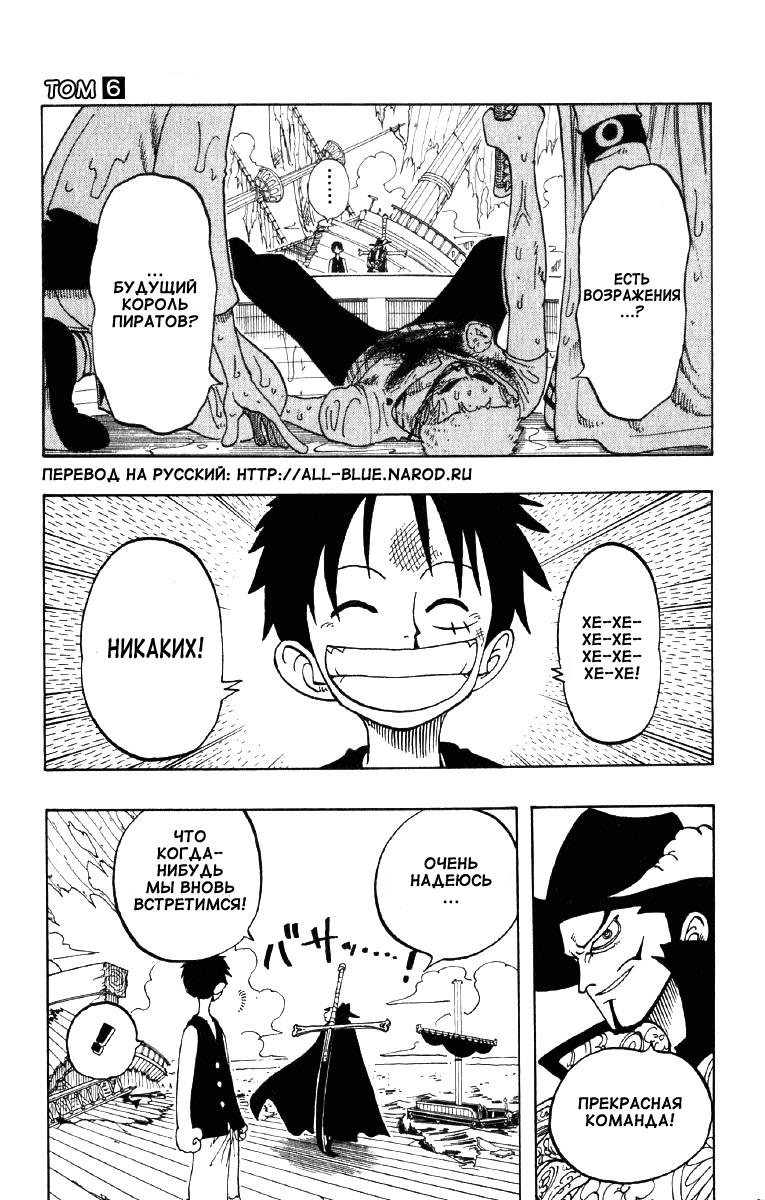 ТОМ 6
......
ЕСТЬ
ВОЗРАЖЕНИЯ
...?
...
БУДУЩИЙ
КОРОЛЬ
ПИРАТОВ?
ПЕРЕВОД НА РУССКИЙ: HTTP://ALL-BLUE.NAROD.RU
ХЕ-ХЕ-
ХЕ-ХЕ-
ХЕ-ХЕ-
ХЕ-ХЕ!
НИКАКИХ!
ПРЕКРАСНАЯ
КОМАНДА!
ОЧЕНЬ
НАДЕЮСЬ
...
ЧТО
КОГДА-
НИБУДЬ
МЫ ВНОВЬ
ВСТРЕТИМСЯ!
バサッ……!
!!